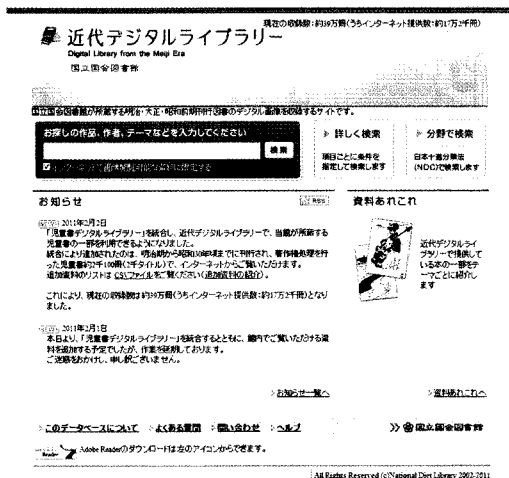 現在の収録数:約39万冊(うちインターネット提供数:約17万2千冊)
近代デジタルライブラリー
Digital Library from the Meiji Era
国立国会図書館
国立国会図書館が所蔵する明治・大正・昭和前期刊行図書のデジタル画像を収録するサイトです。
お探しの作品、作者、テーマなどを入力してください
検索
詳しく検索
項目ごとに条件を
指定して検索します
分野で検索
日本十進分類法
(NDC)で検索します
お知らせ
RSS
2011年2月2日
「児童書デジタルライブラリー」を統合し、近代デジタルライブラリーで、当館が所蔵する
児童書の一部を利用できるようになりました。
統合により追加されたのは、明治期から昭和30年頃までに刊行され、著作権処理を行
った児童書約2千100冊(2千タイトル)で、インターネットからご覧いただけます。
追加資料のリストは CSVファイルをご覧ください(追加資料の紹介)。
これにより、現在の収録数は約39万冊(うちインターネット提供数:約17万2千冊)となり
ました。
2011年2月1日
本日より、「児童書デジタルライブラリー」を統合するとともに、館内でご覧いただける資
料を追加する予定でしたが、作業を延期しております。
ご迷惑をおかけし、申し訳ございません。
お知らせ一覧へ
資料あれこれ
近代デジタルライ
ブラリーで提供して
いる本の一部をテ
ーマごとに紹介し
ます
資料あれこれへ
このデータベースについて
よくある質問
問い合わせ
ヘルプ
国立国会図書館
Reader
Adobe Readerのダウンロードは左のアイコンからできます。
All Rights Reserved (c)National Diet Library 2002-2011